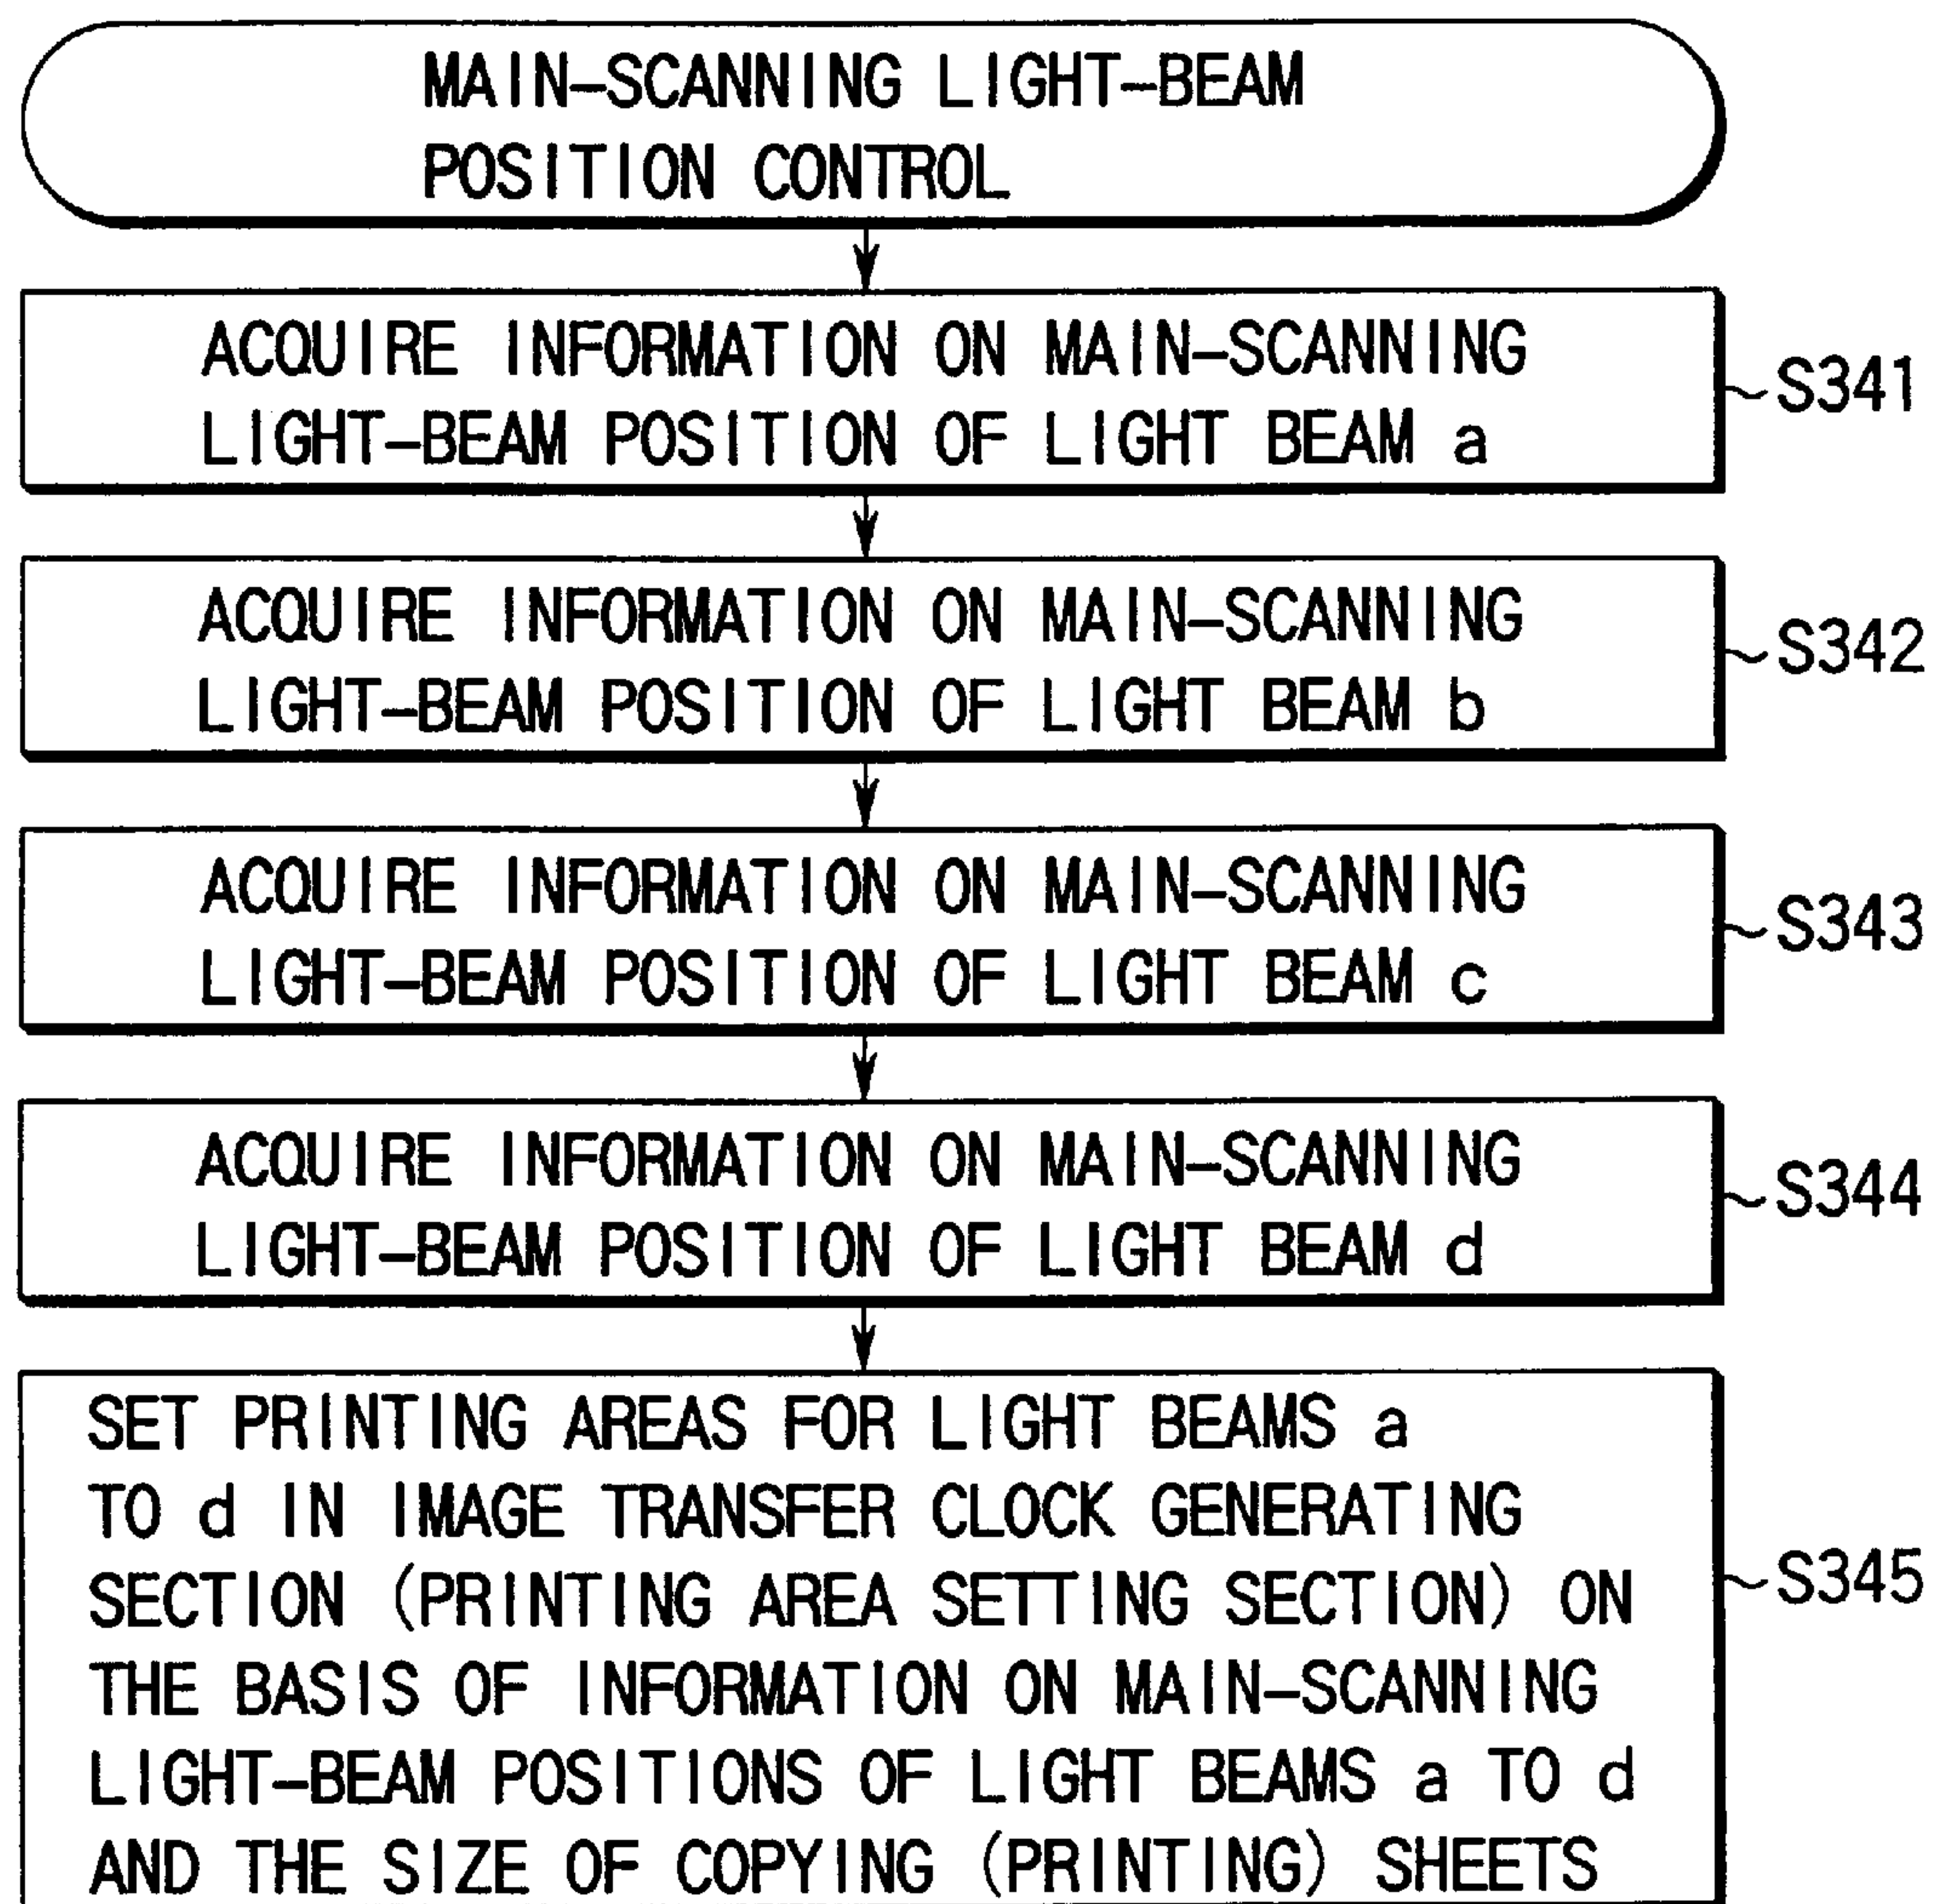 MAIN-SCANNING LIGHT-BEAM
POSITION CONTROL
ACQUIRE INFORMATION ON MAIN-SCANNING
LIGHT-BEAM POSITION OF LIGHT BEAM a
S341
ACQUIRE INFORMATION ON MAIN-SCANNING
LIGHT-BEAM POSITION OF LIGHT BEAM b
S342
ACQUIRE INFORMATION ON MAIN-SCANNING
LIGHT-BEAM POSITION OF LIGHT BEAM c
S343
ACQUIRE INFORMATION ON MAIN-SCANNING
LIGHT-BEAM POSITION OF LIGHT BEAM d
S344
SET PRINTING AREAS FOR LIGHT BEAMS a
TO d IN IMAGE TRANSFER CLOCK GENERATING
SECTION (PRINTING AREA SETTING SECTION) ON
THE BASIS OF INFORMATION ON MAIN-SCANNING
LIGHT-BEAM POSITIONS OF LIGHT BEAMS a TO d
AND THE SIZE OF COPYING (PRINTING) SHEETS
S345